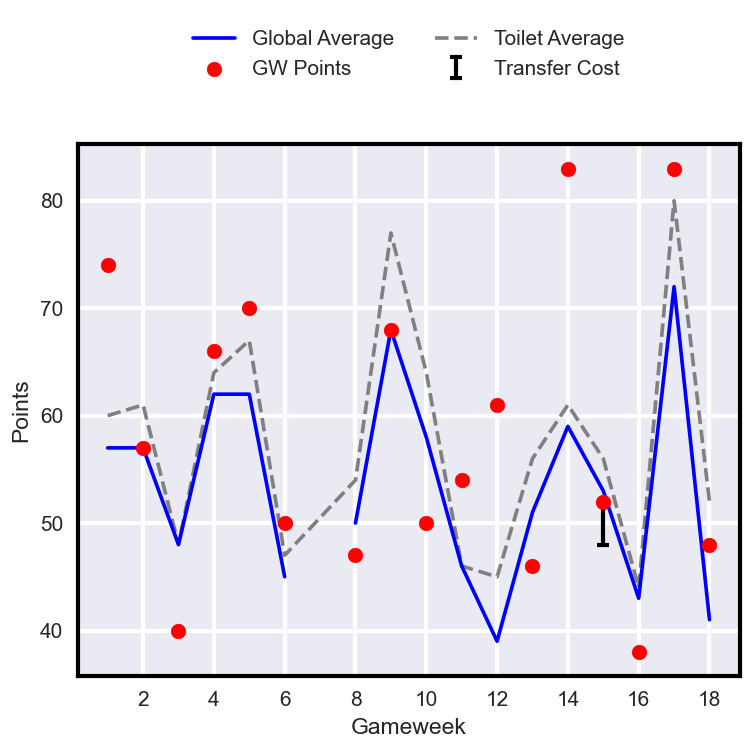 Global Average
Toilet Average
GW Points
Transfer Cost
80
70
60
50
40
Points
2 4 6 8 10 12 14 16 18
Gameweek